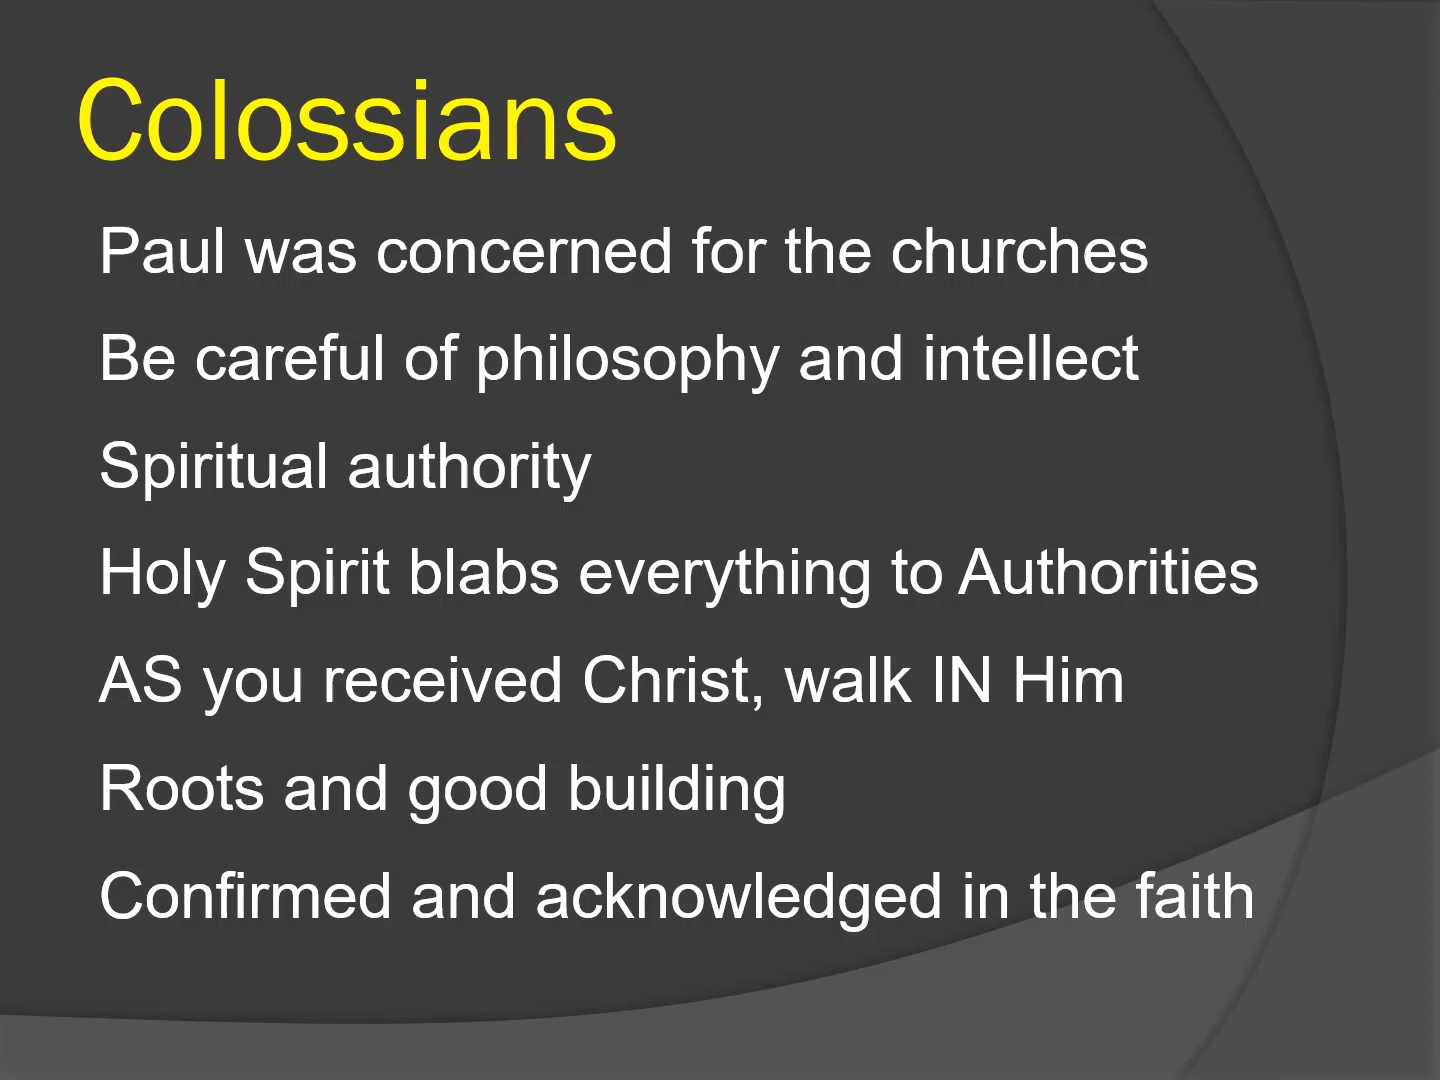 Colossians
Paul was concerned for the churches
Be careful of philosophy and intellect
Spiritual authority
Holy Spirit blabs everything to Authorities
AS you received Christ, walk IN Him
Roots and good building
Confirmed and acknowledged in the faith